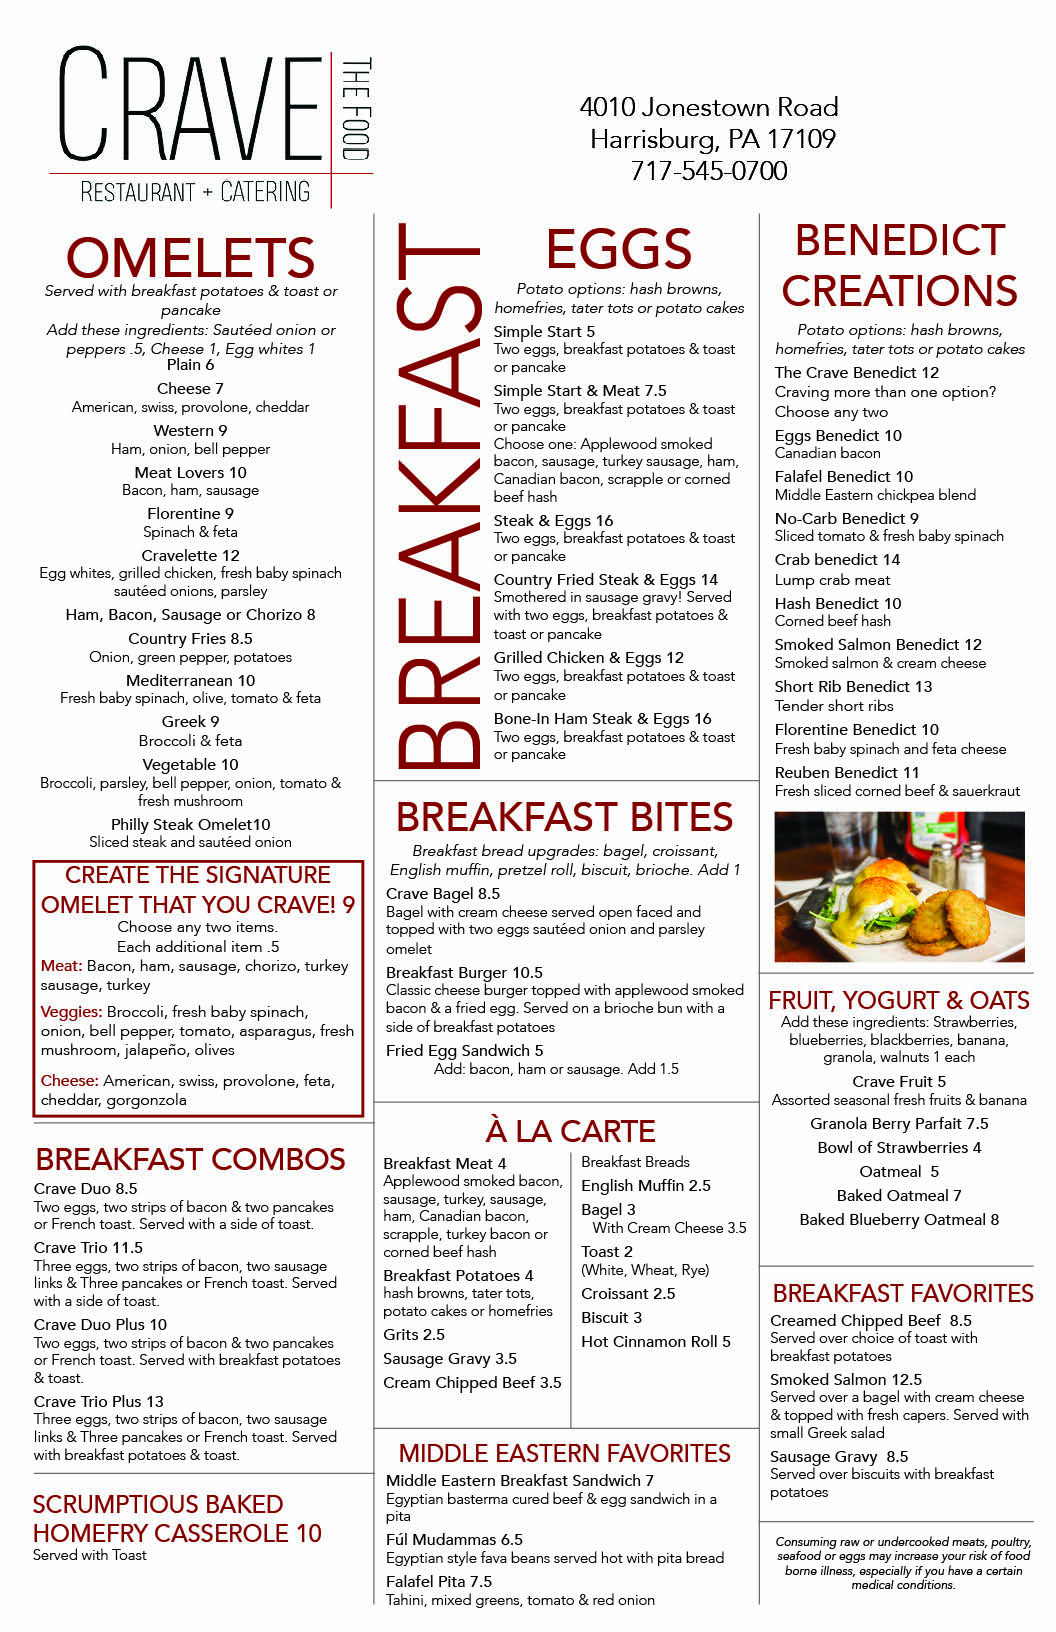 CRAVE
THE FOOD
RESTAURANT + CATERING
4010 Jonestown Road
Harrisburg, PA 17109
717-545-0700
OMELETS
Served with breakfast potatoes & toast or
pancake
Add these ingredients: Sautéed onion or
peppers .5, Cheese 1, Egg whites 1
Plain 6
Cheese 7
American, swiss, provolone, cheddar
Western 9
Ham, onion, bell pepper
Meat Lovers 10
Bacon, ham, sausage
Florentine 9
Spinach & feta
Cravelette 12
Egg whites, grilled chicken, fresh baby spinach
sautéed onions, parsley
Ham, Bacon, Sausage or Chorizo 8
Country Fries 8.5
Onion, green pepper, potatoes
Mediterranean 10
Fresh baby spinach, olive, tomato & feta
Greek 9
Broccoli & feta
Vegetable 10
Broccoli, parsley, bell pepper, onion, tomato &
fresh mushroom
Philly Steak Omelet10
Sliced steak and sautéed onion
CREATE THE SIGNATURE
OMELET THAT YOU CRAVE! 9
Choose any two items.
Each additional item .5
Meat: Bacon, ham, sausage, chorizo, turkey
sausage, turkey
Veggies: Broccoli, fresh baby spinach,
onion, bell pepper, tomato, asparagus, fresh
mushroom, jalapeño, olives
Cheese: American, swiss, provolone, feta,
cheddar, gorgonzola
BREAKFAST COMBOS
Crave Duo 8.5
Two eggs, two strips of bacon & two pancakes
or French toast. Served with a side of toast.
Crave Trio 11.5
Three eggs, two strips of bacon, two sausage
links & Three pancakes or French toast. Served
with a side of toast.
Crave Duo Plus 10
Two eggs, two strips of bacon & two pancakes
or French toast. Served with breakfast potatoes
& toast.
Crave Trio Plus 13
Three eggs, two strips of bacon, two sausage
links & Three pancakes or French toast. Served
with breakfast potatoes & toast.
SCRUMPTIOUS BAKED
HOMEFRY CASSEROLE 10
Served with Toast
BREAKFAST
EGGS
Potato options: hash browns,
homefries, tater tots or potato cakes
Simple Start 5
Two eggs, breakfast potatoes & toast
or pancake
Simple Start & Meat 7.5
Two eggs, breakfast potatoes & toast
or pancake
Choose one: Applewood smoked
bacon, sausage, turkey sausage, ham,
Canadian bacon, scrapple or corned
beef hash
Steak & Eggs 16
Two eggs, breakfast potatoes & toast
or pancake
Country Fried Steak & Eggs 14
Smothered in sausage gravy! Served
with two eggs, breakfast potatoes &
toast or pancake
Grilled Chicken & Eggs 12
Two eggs, breakfast potatoes & toast
or pancake
Bone-In Ham Steak & Eggs 16
Two eggs, breakfast potatoes & toast
or pancake
BREAKFAST BITES
Breakfast bread upgrades: bagel, croissant,
English muffin, pretzel roll, biscuit, brioche. Add 1
Crave Bagel 8.5
Bagel with cream cheese served open faced and
topped with two eggs sautéed onion and parsley
omelet
Breakfast Burger 10.5
Classic cheese burger topped with applewood smoked
bacon & a fried egg. Served on a brioche bun with a
side of breakfast potatoes
Fried Egg Sandwich 5
Add: bacon, ham or sausage. Add 1.5
À LA CARTE
Breakfast Meat 4
Applewood smoked bacon,
sausage, turkey, sausage,
ham, Canadian bacon,
scrapple, turkey bacon or
corned beef hash
Breakfast Potatoes 4
hash browns, tater tots,
potato cakes or homefries
Grits 2.5
Sausage Gravy 3.5
Cream Chipped Beef 3.5
Breakfast Breads
English Muffin 2.5
Bagel 3
With Cream Cheese 3.5
Toast 2
(White, Wheat, Rye)
Croissant 2.5
Biscuit 3
Hot Cinnamon Roll 5
MIDDLE EASTERN FAVORITES
Middle Eastern Breakfast Sandwich 7
Egyptian basterma cured beef & egg sandwich in a
pita
Fúl Mudammas 6.5
Egyptian style fava beans served hot with pita bread
Falafel Pita 7.5
Tahini, mixed greens, tomato & red onion
BENEDICT
CREATIONS
Potato options: hash browns,
homefries, tater tots or potato cakes
The Crave Benedict 12
Craving more than one option?
Choose any two
Eggs Benedict 10
Canadian bacon
Falafel Benedict 10
Middle Eastern chickpea blend
No-Carb Benedict 9
Sliced tomato & fresh baby spinach
Crab benedict 14
Lump crab meat
Hash Benedict 10
Corned beef hash
Smoked Salmon Benedict 12
Smoked salmon & cream cheese
Short Rib Benedict 13
Tender short ribs
Florentine Benedict 10
Fresh baby spinach and feta cheese
Reuben Benedict 11
Fresh sliced corned beef & sauerkraut
FRUIT, YOGURT & OATS
Add these ingredients: Strawberries,
blueberries, blackberries, banana,
granola, walnuts 1 each
Crave Fruit 5
Assorted seasonal fresh fruits & banana
Granola Berry Parfait 7.5
Bowl of Strawberries 4
Oatmeal 5
Baked Oatmeal 7
Baked Blueberry Oatmeal 8
BREAKFAST FAVORITES
Creamed Chipped Beef 8.5
Served over choice of toast with
breakfast potatoes
Smoked Salmon 12.5
Served over a bagel with cream cheese
& topped with fresh capers. Served with
small Greek salad
Sausage Gravy 8.5
Served over biscuits with breakfast
potatoes
Consuming raw or undercooked meats, poultry,
seafood or eggs may increase your risk of food
borne illness, especially if you have a certain
medical conditions.